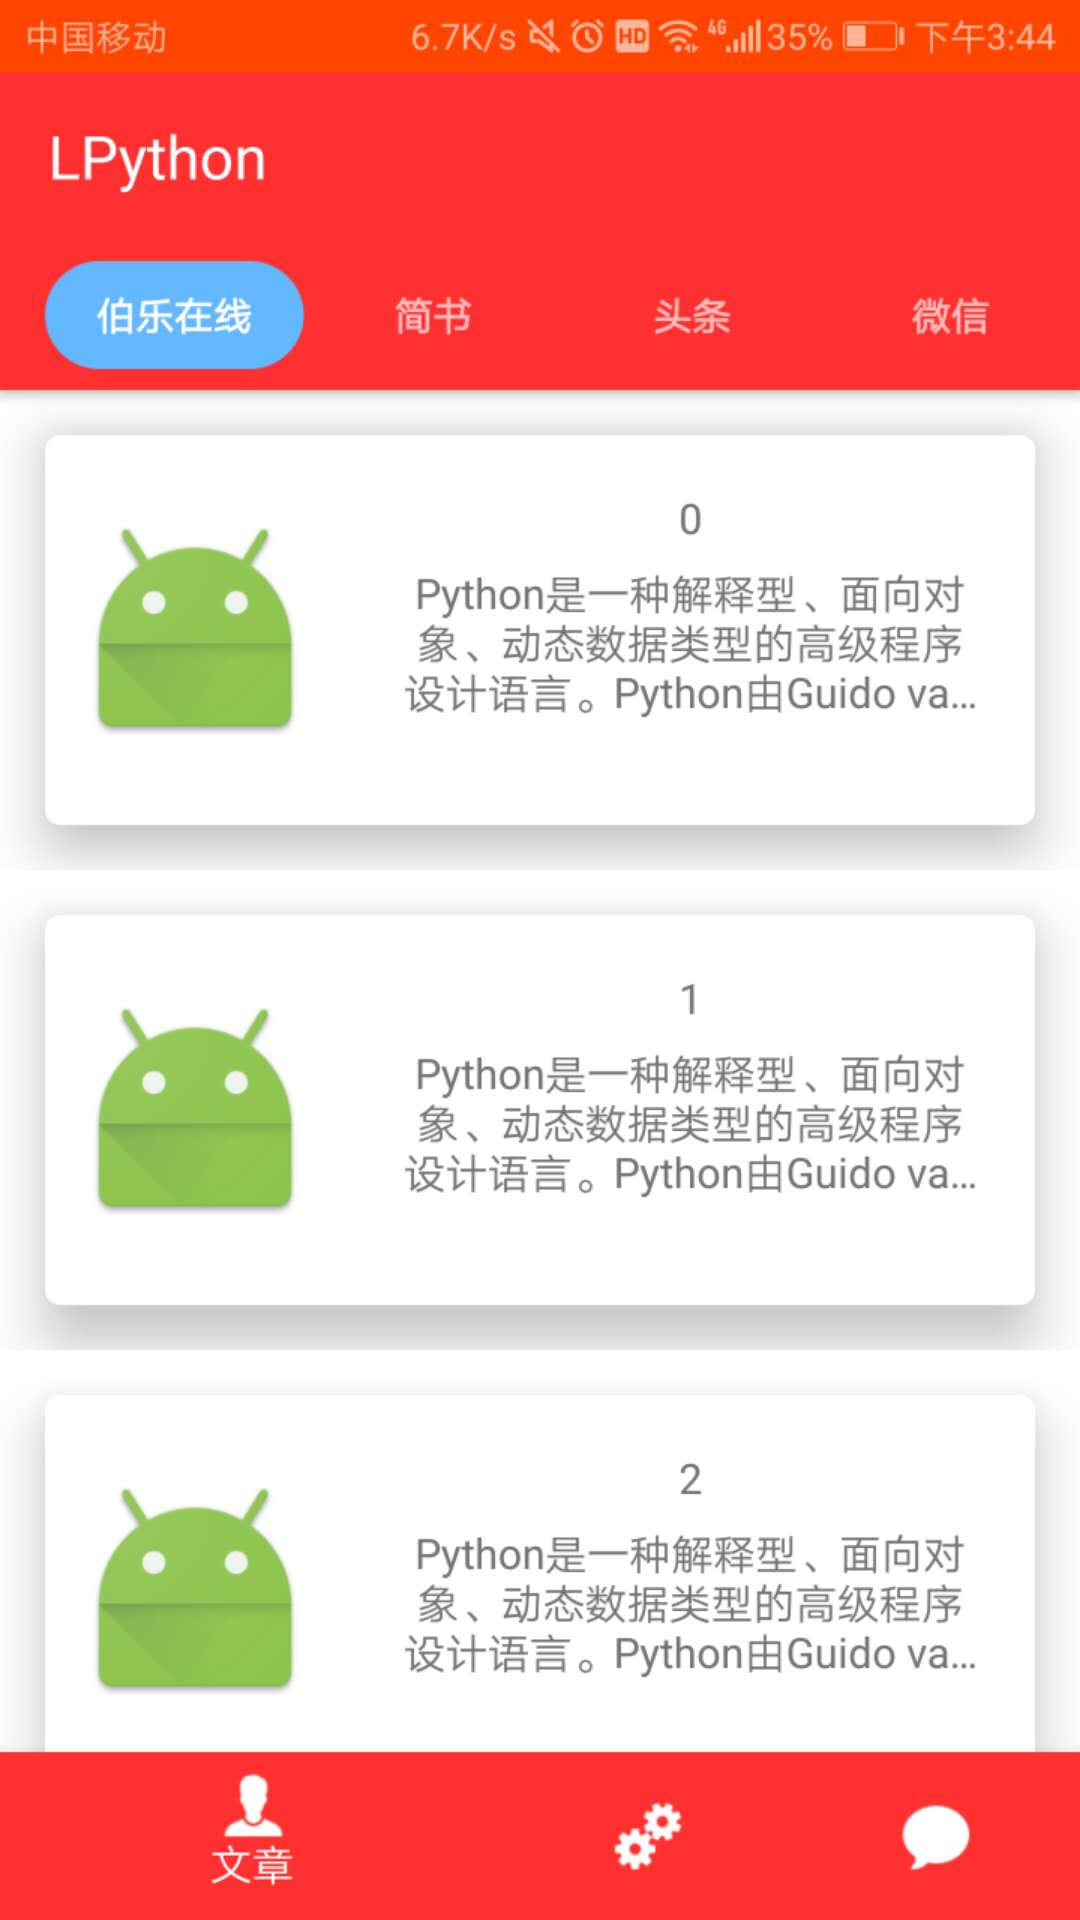 中国移动 6.7K/s HD 4G 35% 下午3:44
LPython
伯乐在线 简书 头条 微信
0
Python是一种解释型、面向对
象、动态数据类型的高级程序
设计语言。Python由Guido va...
1
Python是一种解释型、面向对
象、动态数据类型的高级程序
设计语言。Python由Guido va...
2
Python是一种解释型、面向对
象、动态数据类型的高级程序
设计语言。Python由Guido va...
文章